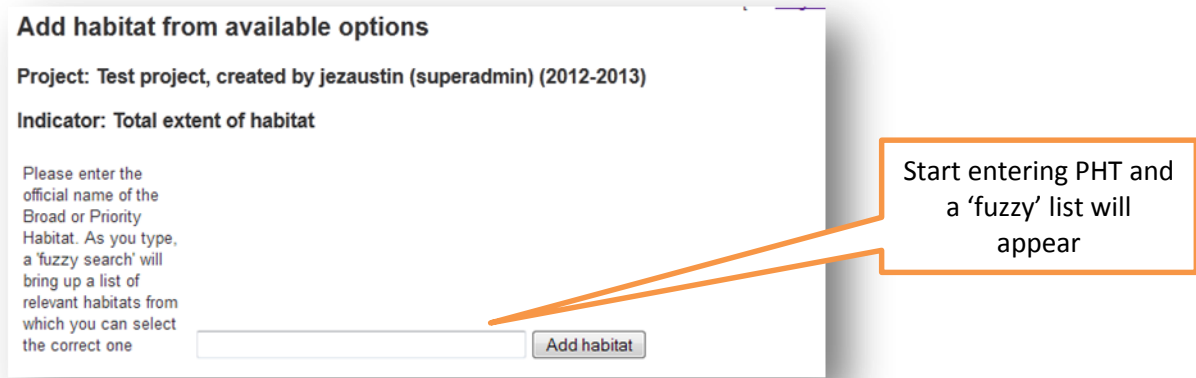 Add habitat from available options
Project: Test project, created by jezaustin (superadmin) (2012-2013)
Indicator: Total extent of habitat
Please enter the
official name of the
Broad or Priority
Habitat. As you type,
a 'fuzzy search' will
bring up a list of
relevant habitats from
which you can select
the correct one
Add habitat
Start entering PHT and
a ‘fuzzy’ list will
appear